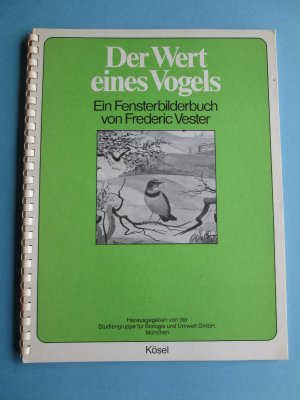 Der Wert
eines Vogels
Ein Fensterbilderbuch
von Frederic Vester
Herausgegeben von der
Studiengruppe für Biologie und Umwelt GmbH,
München
Kösel